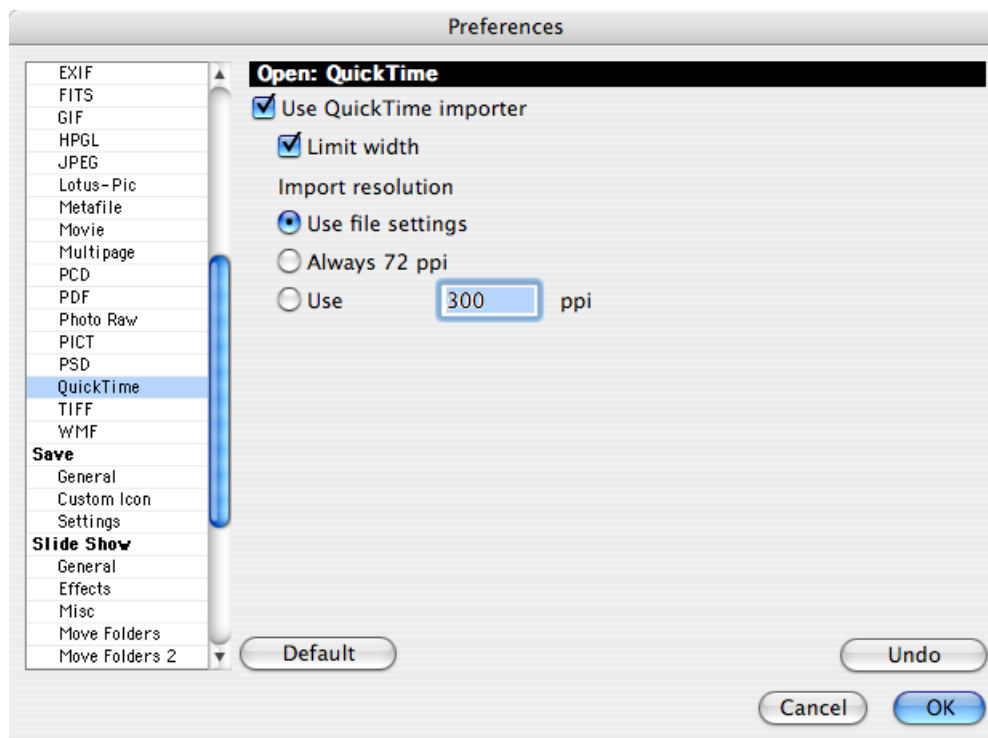 Preferences
EXIF
FITS
GIF
HPGL
JPEG
Lotus-Pic
Metafile
Movie
Multipage
PCD
PDF
Photo Raw
PICT
PSD
QuickTime
TIFF
WMF
Save
General
Custom Icon
Settings
Slide Show
General
Effects
Misc
Move Folders
Move Folders 2
Open: QuickTime
Use QuickTime importer
Limit width
Import resolution
Use file settings
Always 72 ppi
Use 300 ppi
Default
Undo
Cancel
OK